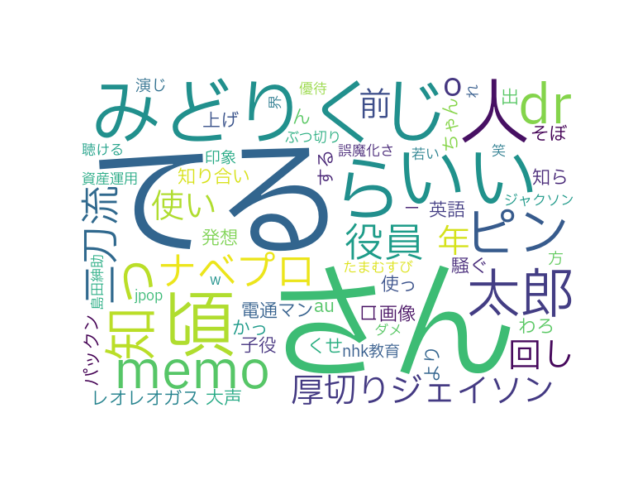 演じ
界
優待
ん
れ
出
みどりくじ
o
人
dr
前
上げ
ちゃん
そぼ
ぶつ切り
聴ける
印象
する
誤魔化さ
若い
笑
てる
ら
いい
資産運用
知り合い
知ら
二刀流
使い
ー
英語
ジャクソン
発想
役員
年
ピン
方
島田紳助
知っ
ナベプロ
たまむすび
騒ぐ
jpop
w
使っ
頃
さん
太郎
電通マン
au
口画像
わろ
パックン
かっ
ダメ
memo
子役
くせ
nhk教育
より
回し
レオレオガス
大声
厚切りジェイソン